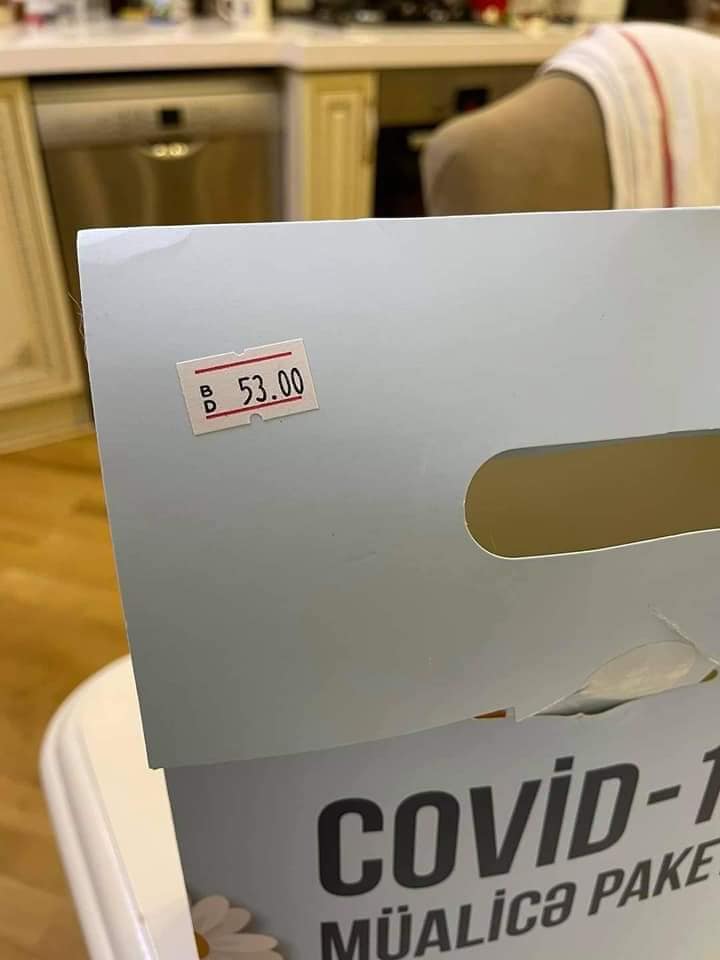 B
D 53.00
COVİD-1
MÜALİCƏ PAKE